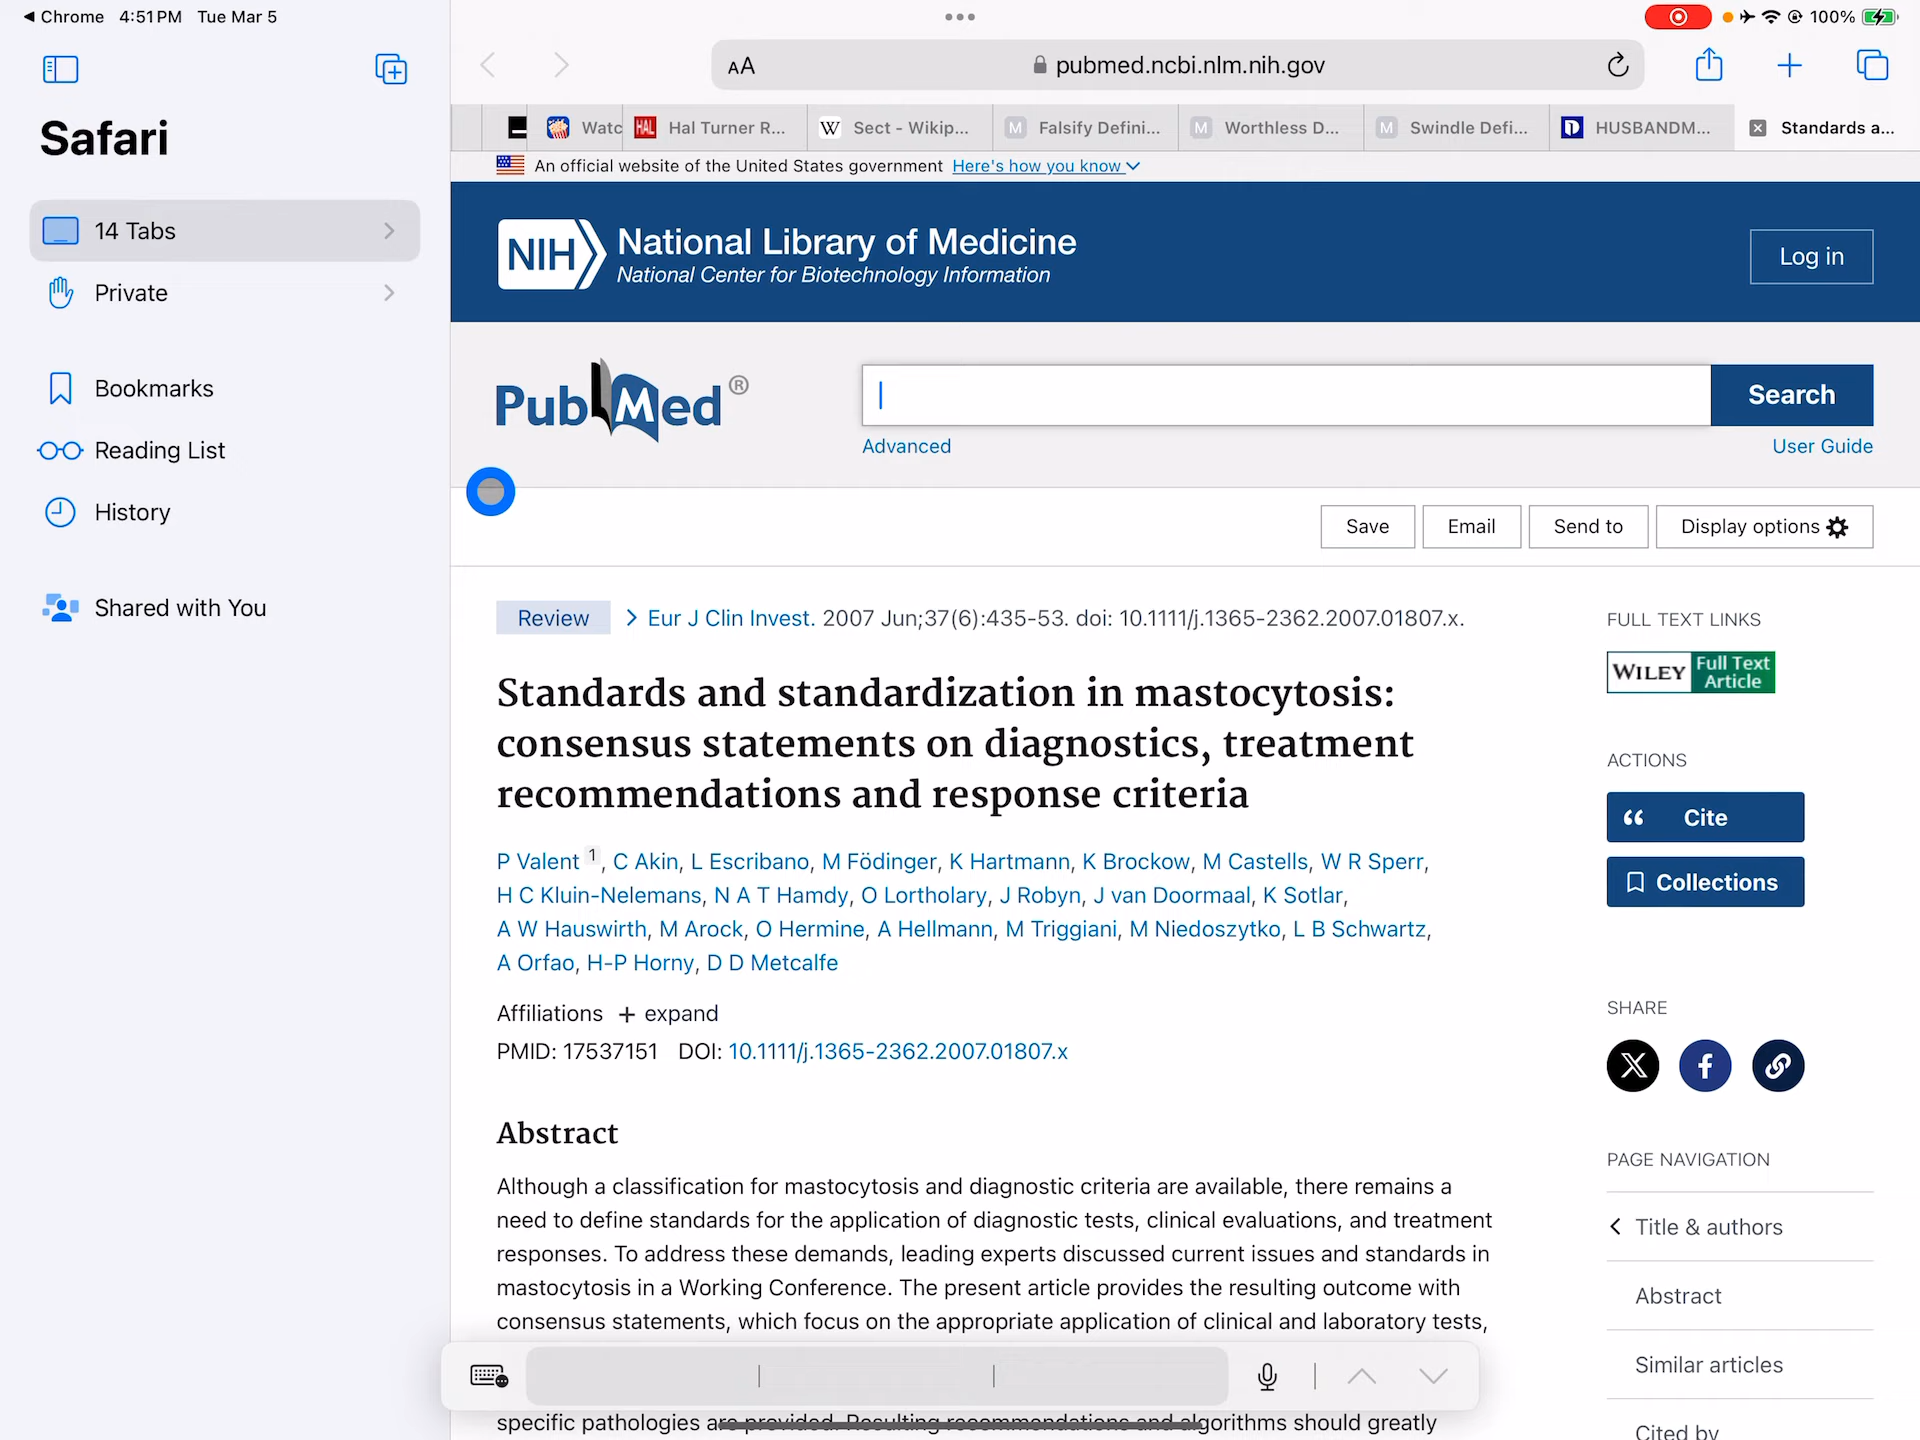 Chrome 4:51 PM Tue Mar 5
100%
Safari
14 Tabs
Private
Bookmarks
Reading List
History
Shared with You
AA
pubmed.ncbi.nlm.nih.gov
Watc
HAL Hal Turner R...
W Sect - Wikip...
M Falsify Defini...
M Worthless D...
M Swindle Defi...
HUSBANDM...
Standards a...
An official website of the United States government Here's how you know
NIH National Library of Medicine
National Center for Biotechnology Information
Log in
PubMed®
Search
Advanced
User Guide
Save
Email
Send to
Display options
Review
Eur J Clin Invest. 2007 Jun;37(6):435-53. doi: 10.1111/j.1365-2362.2007.01807.x.
Standards and standardization in mastocytosis:
consensus statements on diagnostics, treatment
recommendations and response criteria
P Valent 1, C Akin, L Escribano, M Födinger, K Hartmann, K Brockow, M Castells, W R Sperr,
H C Kluin-Nelemans, N A T Hamdy, O Lortholary, J Robyn, J van Doormaal, K Sotlar,
A W Hauswirth, M Arock, O Hermine, A Hellmann, M Triggiani, M Niedoszytko, L B Schwartz,
A Orfao, H-P Horny, D D Metcalfe
Affiliations + expand
PMID: 17537151 DOI: 10.1111/j.1365-2362.2007.01807.x
Abstract
Although a classification for mastocytosis and diagnostic criteria are available, there remains a
need to define standards for the application of diagnostic tests, clinical evaluations, and treatment
responses. To address these demands, leading experts discussed current issues and standards in
mastocytosis in a Working Conference. The present article provides the resulting outcome with
consensus statements, which focus on the appropriate application of clinical and laboratory tests,
specific pathologies are provided. Resulting recommendations and algorithms should greatly
FULL TEXT LINKS
WILEY Full Text
Article
ACTIONS
Cite
Collections
SHARE
PAGE NAVIGATION
Title & authors
Abstract
Similar articles
Cited by